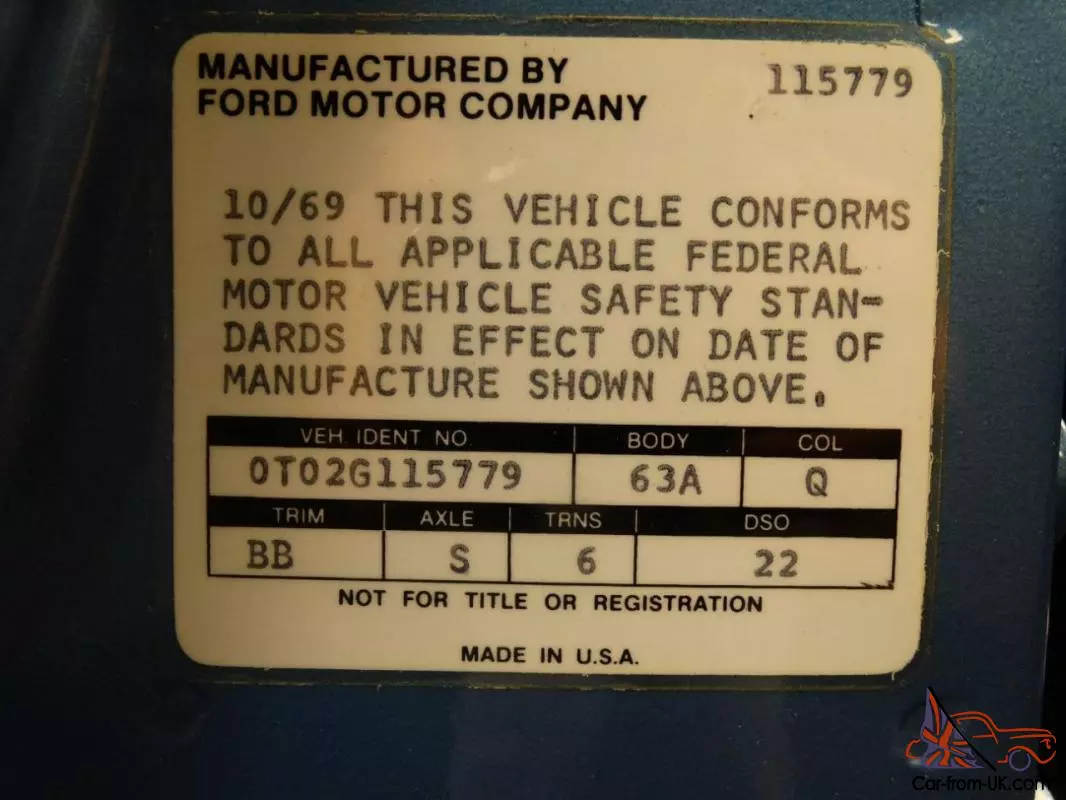 MANUFACTURED BY 115779
FORD MOTOR COMPANY
10/69 THIS VEHICLE CONFORMS
TO ALL APPLICABLE FEDERAL
MOTOR VEHICLE SAFETY STAN-
DARDS IN EFFECT ON DATE OF
MANUFACTURE SHOWN ABOVE.
VEH. IDENT. NO. BODY COL
0T02G115779 63A Q
TRIM AXLE TRNS DSO
BB S 6 22
NOT FOR TITLE OR REGISTRATION
MADE IN U.S.A.
Car-from-UK.com